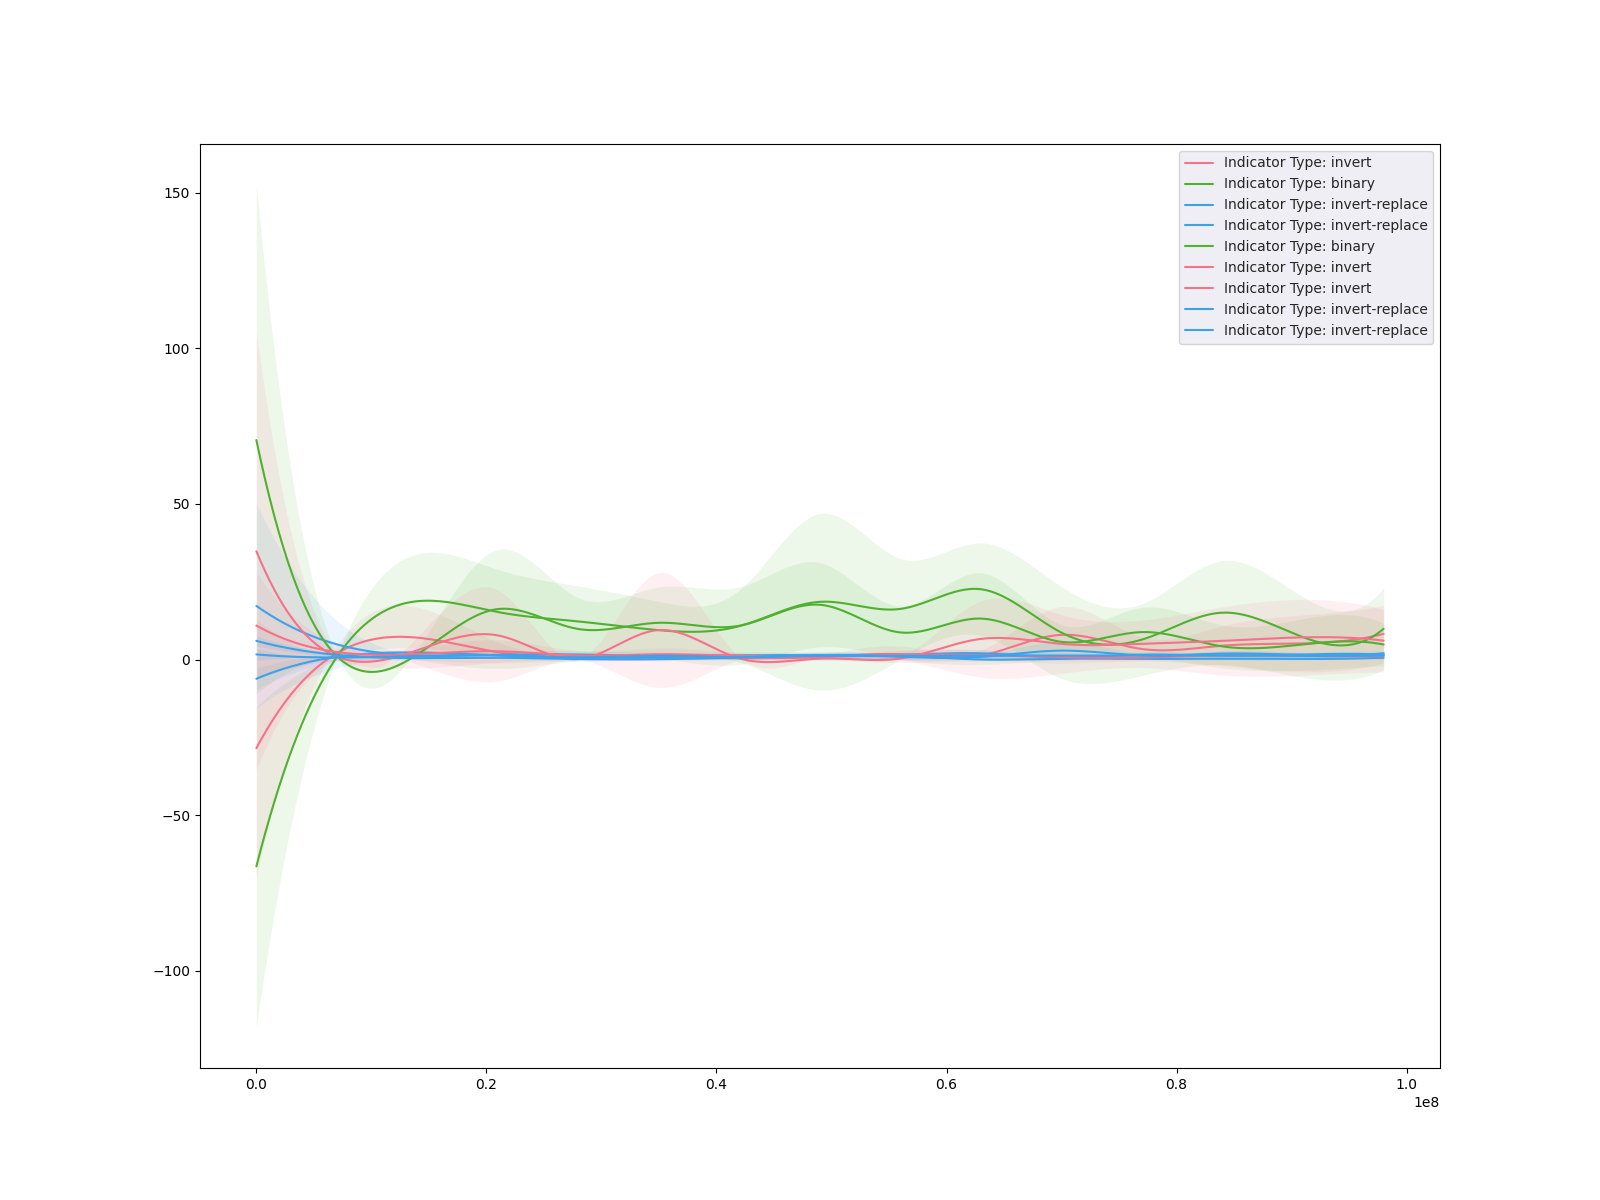 Indicator Type: invert
Indicator Type: binary
Indicator Type: invert-replace
Indicator Type: invert-replace
Indicator Type: binary
Indicator Type: invert
Indicator Type: invert
Indicator Type: invert-replace
Indicator Type: invert-replace
150
100
50
0
−50
−100
0.0 0.2 0.4 0.6 0.8 1.0
1e8